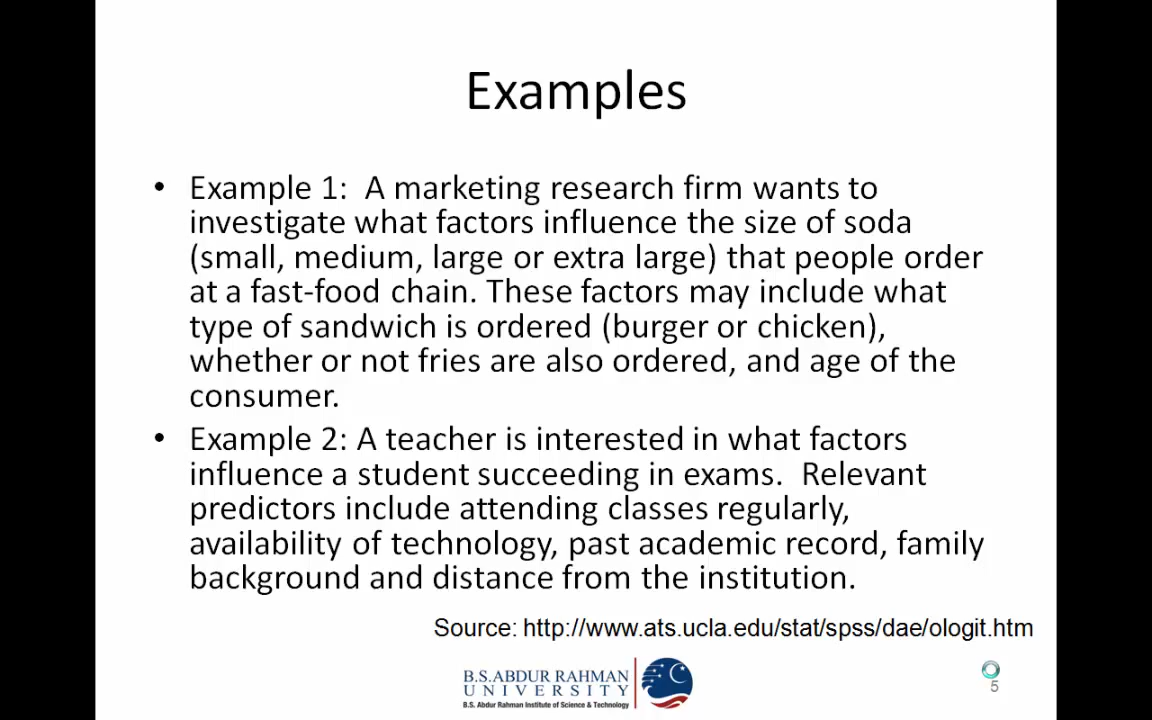 Examples
• Example 1:  A marketing research firm wants to
investigate what factors influence the size of soda
(small, medium, large or extra large) that people order
at a fast-food chain. These factors may include what
type of sandwich is ordered (burger or chicken),
whether or not fries are also ordered, and age of the
consumer.
• Example 2: A teacher is interested in what factors
influence a student succeeding in exams.  Relevant
predictors include attending classes regularly,
availability of technology, past academic record, family
background and distance from the institution.
Source: http://www.ats.ucla.edu/stat/spss/dae/ologit.htm
B.S.ABDUR RAHMAN
UNIVERSITY
B.S. Abdur Rahman Institute of Science & Technology
5